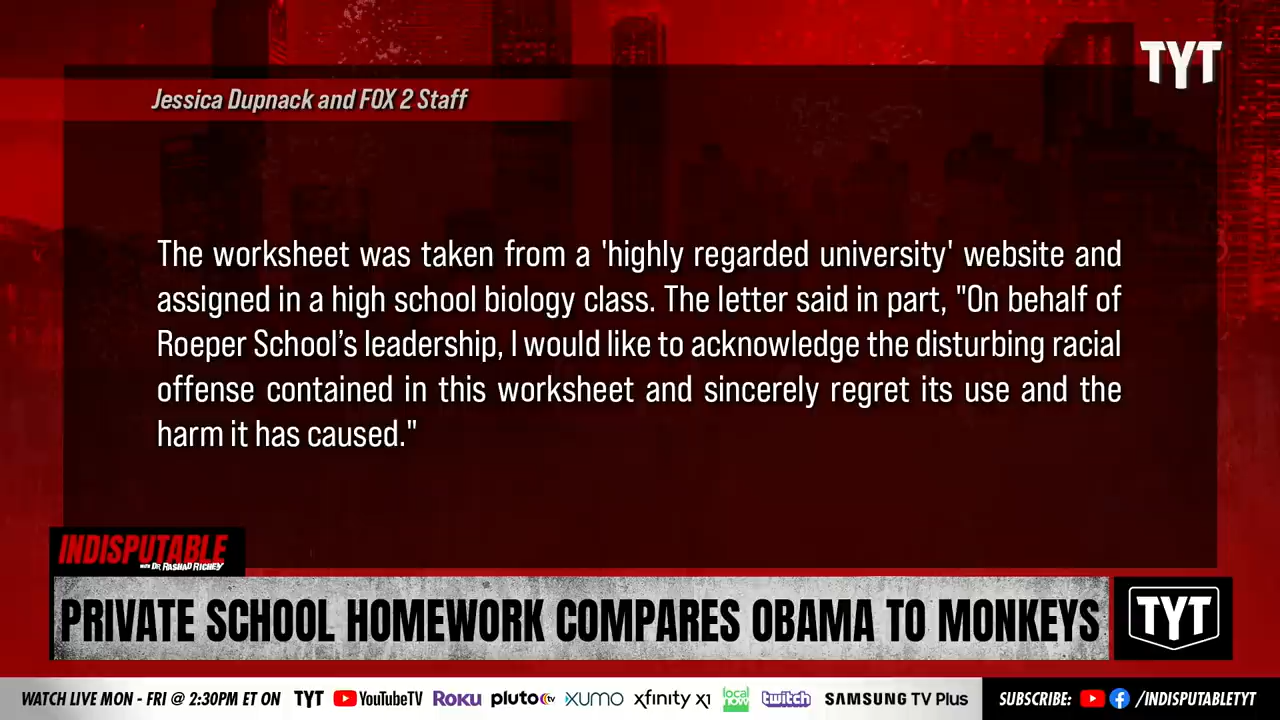 TYT
Jessica Dupnack and FOX 2 Staff
The worksheet was taken from a 'highly regarded university' website and
assigned in a high school biology class. The letter said in part, "On behalf of
Roeper School’s leadership, I would like to acknowledge the disturbing racial
offense contained in this worksheet and sincerely regret its use and the
harm it has caused."
INDISPUTABLE
WITH DR. RASHAD RICHEY
PRIVATE SCHOOL HOMEWORK COMPARES OBAMA TO MONKEYS
TYT
WATCH LIVE MON - FRI @ 2:30PM ET ON TYT YouTubeTV ROKU pluto tv xumo xfinity X1 local now twitch SAMSUNG TV Plus SUBSCRIBE: /INDISPUTABLETYT